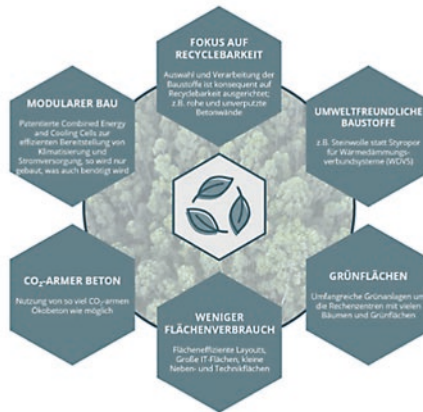 FOKUS AUF
RECYCLEBARKEIT
Auswahl und Verarbeitung der
Baustoffe ist konsequent auf
Recyclebarkeit ausgerichtet;
z.B. rohe und unverputzte
Betonwände
MODULARER BAU
Patentierte Combined Energy
and Cooling Cells zur
effizienten Bereitstellung von
Klimatisierung und
Stromversorgung, so wird nur
gebaut, was auch benötigt wird
UMWELTFREUNDLICHE
BAUSTOFFE
z.B. Steinwolle statt Styropor
für Wärmedämmungs-
verbundsysteme (WDVS)
CO₂-ARMER BETON
Nutzung von so viel CO₂-armen
Ökobeton wie möglich
WENIGER
FLÄCHENVERBRAUCH
Flächeneffiziente Layouts,
Große IT-Flächen, kleine
Neben- und Technikflächen
GRÜNFLÄCHEN
Umfangreiche Grünanlagen um
die Rechenzentren mit vielen
Bäumen und Grünflächen